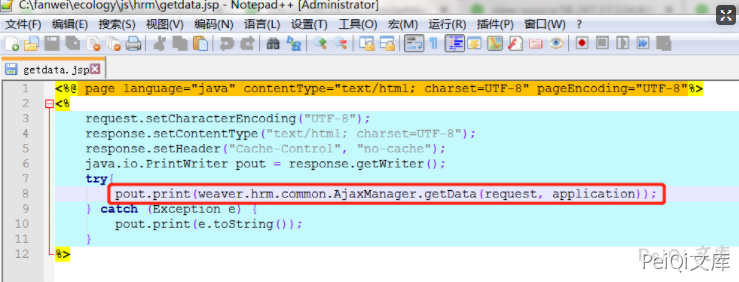 C:\fanwei\ecology\js\hrm\getdata.jsp - Notepad++ [Administrator]
文件(F) 编辑(E) 搜索(S) 视图(V) 编码(N) 语言(L) 设置(T) 工具(O) 宏(M) 运行(R) 插件(P) 窗口(W) ?
getdata.jsp
1 <%@ page language="java" contentType="text/html; charset=UTF-8" pageEncoding="UTF-8"%>
2 <%
3 request.setCharacterEncoding("UTF-8");
4 response.setContentType("text/html; charset=UTF-8");
5 response.setHeader("Cache-Control", "no-cache");
6 java.io.PrintWriter pout = response.getWriter();
7 try{
8 pout.print(weaver.hrm.common.AjaxManager.getData(request, application));
9 } catch (Exception e) {
10 pout.print(e.toString());
11 }
12 %>
PeiQi 文库
PeiQi文库